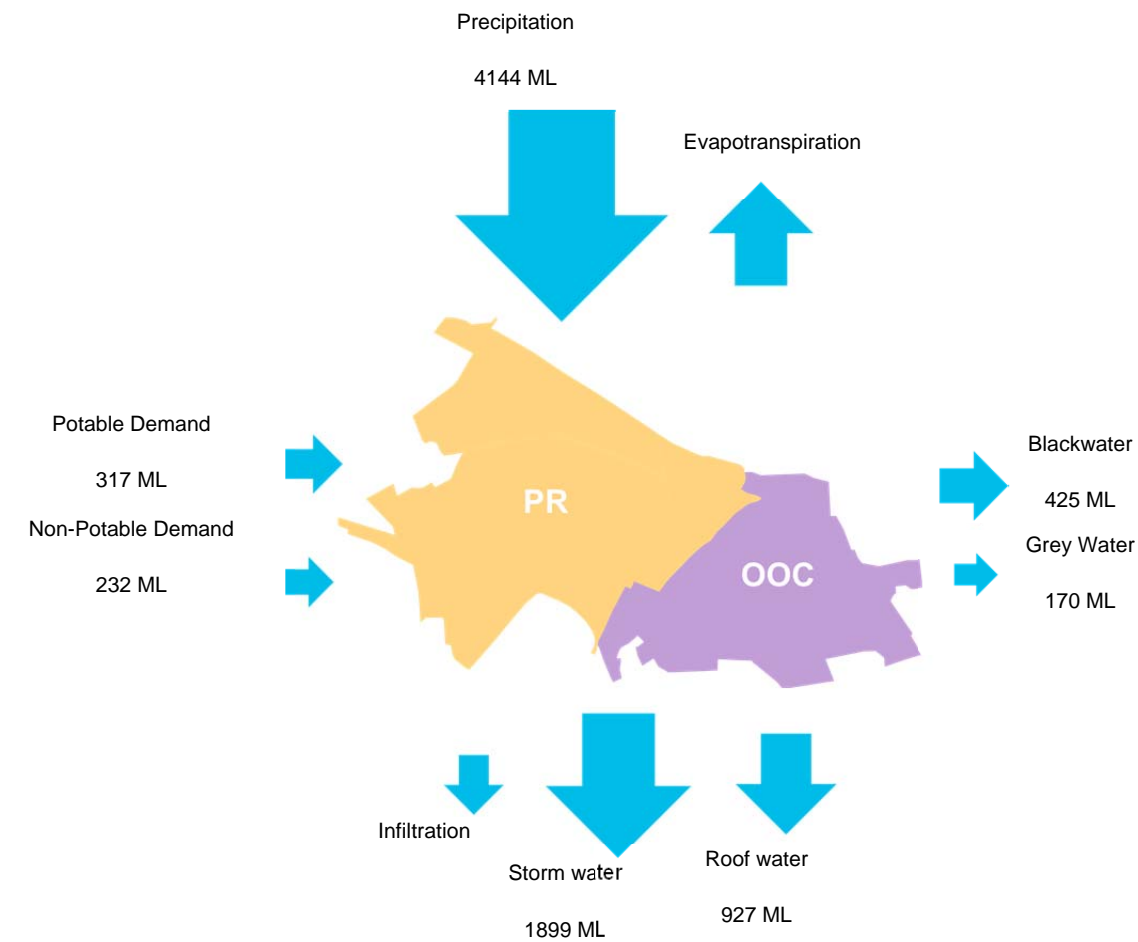 Precipitation
4144 ML
Evapotranspiration
Potable Demand
317 ML
Non-Potable Demand
232 ML
PR
OOC
Blackwater
425 ML
Grey Water
170 ML
Infiltration
Storm water
1899 ML
Roof water
927 ML